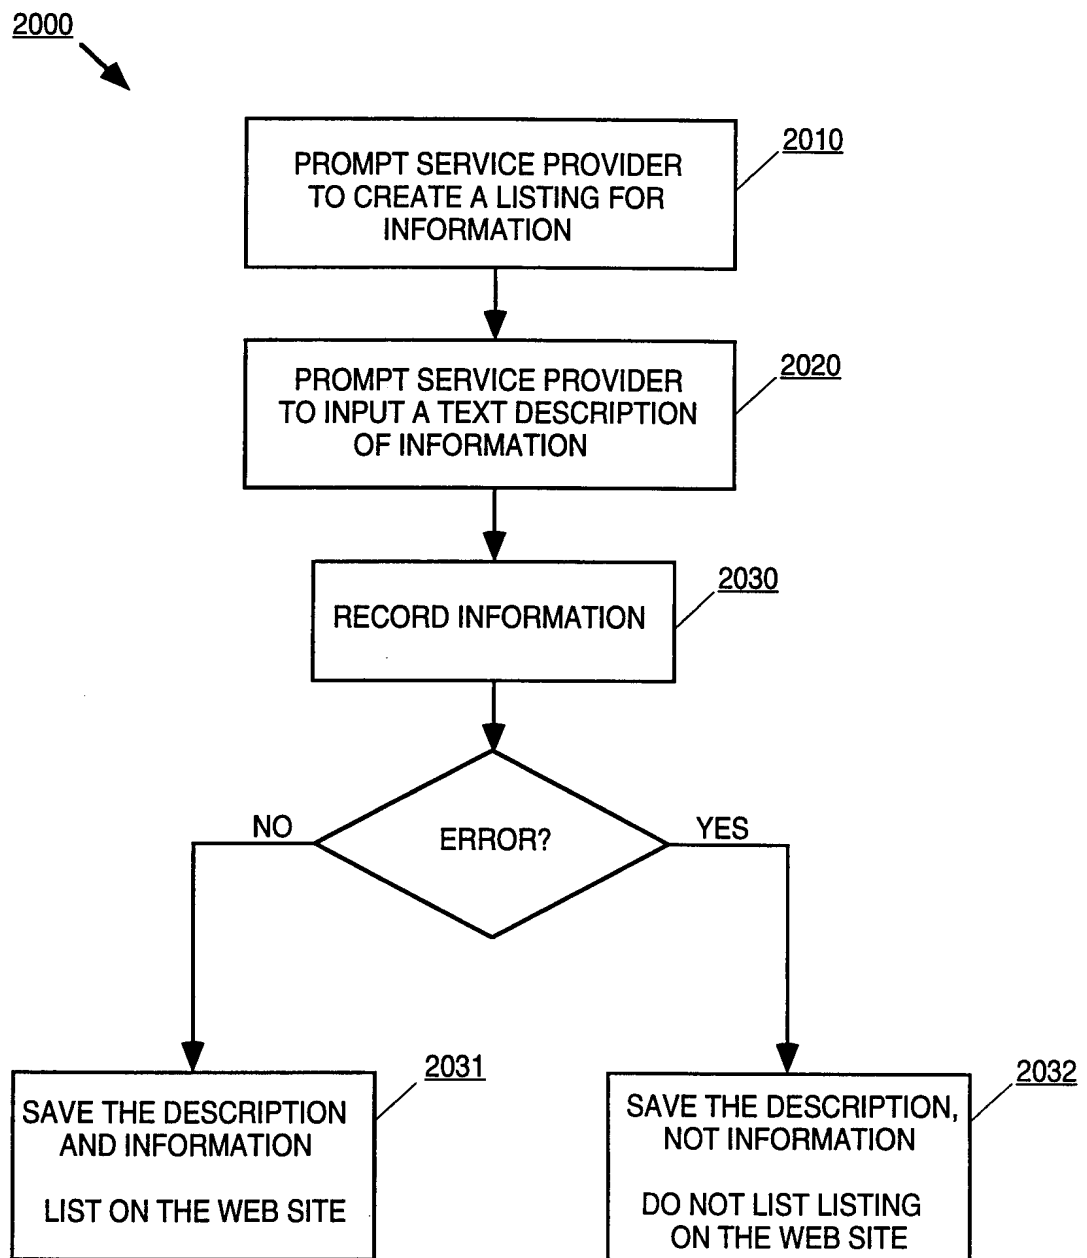 2000
PROMPT SERVICE PROVIDER
TO CREATE A LISTING FOR
INFORMATION
2010
PROMPT SERVICE PROVIDER
TO INPUT A TEXT DESCRIPTION
OF INFORMATION
2020
RECORD INFORMATION
2030
NO
ERROR?
YES
SAVE THE DESCRIPTION
AND INFORMATION
LIST ON THE WEB SITE
2031
SAVE THE DESCRIPTION,
NOT INFORMATION
DO NOT LIST LISTING
ON THE WEB SITE
2032